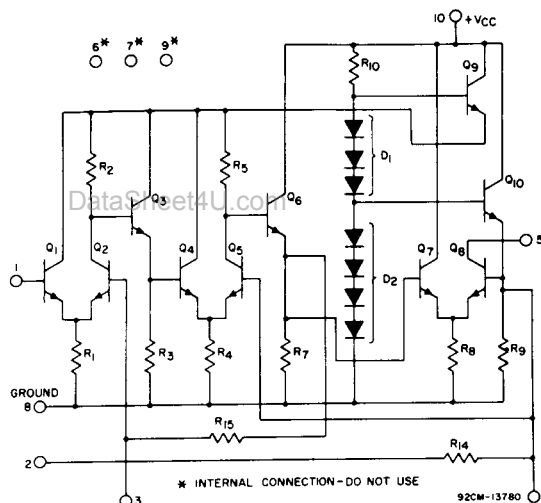 10 +VCC
6* 7* 9*
Q9
R10
R2 Q3 R5 Q6 D1
DataSheet4U.com
Q10
Q1 Q2 Q4 Q5 D2 Q7 Q8 5
1
R1 R3 R4 R7 R8 R9
GROUND
8
R15
2 R14
* INTERNAL CONNECTION-DO NOT USE
3 92CM-13780